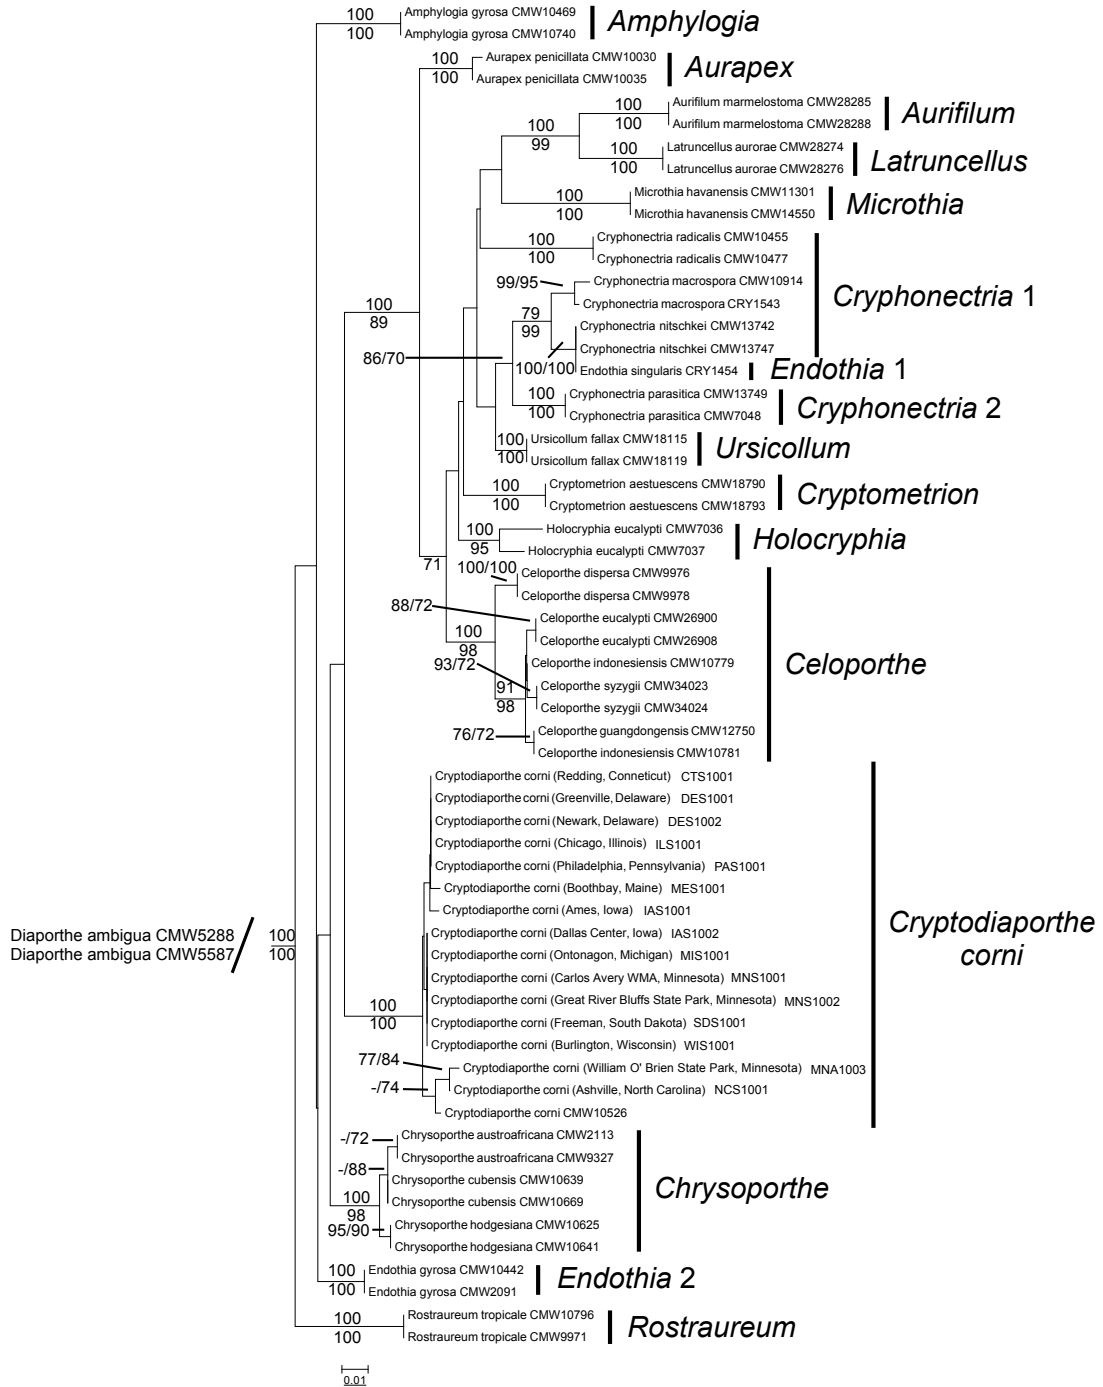 100
100
Amphylogia gyrosa CMW10469
Amphylogia gyrosa CMW10740
Amphylogia
100
100
Aurapex penicillata CMW10030
Aurapex penicillata CMW10035
Aurapex
100
99
100
100
Aurifilum marmelostoma CMW28285
Aurifilum marmelostoma CMW28288
Aurifilum
100
100
Latruncellus aurorae CMW28274
Latruncellus aurorae CMW28276
Latruncellus
100
100
Microthia havanensis CMW11301
Microthia havanensis CMW14550
Microthia
100
100
Cryphonectria radicalis CMW10455
Cryphonectria radicalis CMW10477
99/95
Cryphonectria macrospora CMW10914
Cryphonectria macrospora CRY1543
Cryphonectria 1
100
89
79
99
Cryphonectria nitschkei CMW13742
Cryphonectria nitschkei CMW13747
86/70
100/100
Endothia singularis CRY1454
Endothia 1
100
100
Cryphonectria parasitica CMW13749
Cryphonectria parasitica CMW7048
Cryphonectria 2
100
100
Ursicollum fallax CMW18115
Ursicollum fallax CMW18119
Ursicollum
100
100
Cryptometrion aestuescens CMW18790
Cryptometrion aestuescens CMW18793
Cryptometrion
100
95
Holocryphia eucalypti CMW7036
Holocryphia eucalypti CMW7037
Holocryphia
71
100/100
Celoporthe dispersa CMW9976
Celoporthe dispersa CMW9978
88/72
Celoporthe eucalypti CMW26900
Celoporthe eucalypti CMW26908
100
98
93/72
Celoporthe indonesiensis CMW10779
Celoporthe
91
98
Celoporthe syzygii CMW34023
Celoporthe syzygii CMW34024
76/72
Celoporthe guangdongensis CMW12750
Celoporthe indonesiensis CMW10781
Cryptodiaporthe corni (Redding, Conneticut) CTS1001
Cryptodiaporthe corni (Greenville, Delaware) DES1001
Cryptodiaporthe corni (Newark, Delaware) DES1002
Cryptodiaporthe corni (Chicago, Illinois) ILS1001
Cryptodiaporthe corni (Philadelphia, Pennsylvania) PAS1001
Cryptodiaporthe corni (Boothbay, Maine) MES1001
Cryptodiaporthe corni (Ames, Iowa) IAS1001
Cryptodiaporthe corni (Dallas Center, Iowa) IAS1002
Cryptodiaporthe corni (Ontonagon, Michigan) MIS1001
Cryptodiaporthe corni (Carlos Avery WMA, Minnesota) MNS1001
Cryptodiaporthe corni (Great River Bluffs State Park, Minnesota) MNS1002
Cryptodiaporthe corni (Freeman, South Dakota) SDS1001
Cryptodiaporthe corni (Burlington, Wisconsin) WIS1001
Cryptodiaporthe
corni
Diaporthe ambigua CMW5288
Diaporthe ambigua CMW5587
100
100
100
100
77/84
Cryptodiaporthe corni (William O' Brien State Park, Minnesota) MNA1003
-/74
Cryptodiaporthe corni (Ashville, North Carolina) NCS1001
Cryptodiaporthe corni CMW10526
-/72
Chrysoporthe austroafricana CMW2113
Chrysoporthe austroafricana CMW9327
-/88
Chrysoporthe cubensis CMW10639
Chrysoporthe cubensis CMW10669
Chrysoporthe
100
98
95/90
Chrysoporthe hodgesiana CMW10625
Chrysoporthe hodgesiana CMW10641
100
100
Endothia gyrosa CMW10442
Endothia gyrosa CMW2091
Endothia 2
100
100
Rostraureum tropicale CMW10796
Rostraureum tropicale CMW9971
Rostraureum
0.01